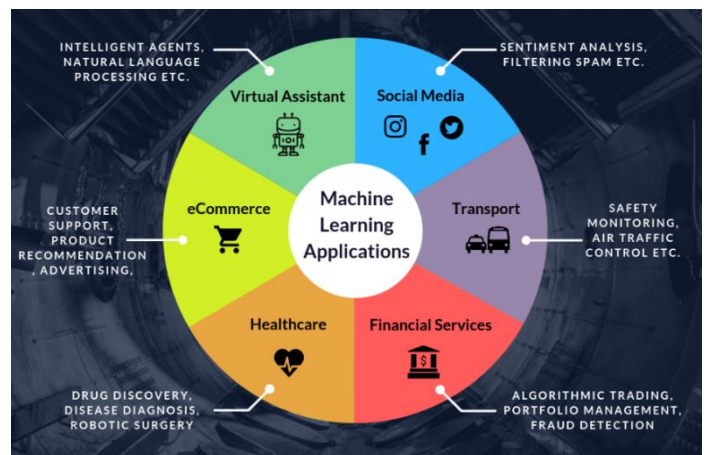 INTELLIGENT AGENTS,
NATURAL LANGUAGE
PROCESSING ETC.
SENTIMENT ANALYSIS,
FILTERING SPAM ETC.
Virtual Assistant
Social Media
eCommerce
Machine
Learning
Applications
Transport
CUSTOMER
SUPPORT,
PRODUCT
RECOMMENDATION
, ADVERTISING,
SAFETY
MONITORING,
AIR TRAFFIC
CONTROL ETC.
Healthcare
Financial Services
$
DRUG DISCOVERY,
DISEASE DIAGNOSIS,
ROBOTIC SURGERY
ALGORITHMIC TRADING,
PORTFOLIO MANAGEMENT,
FRAUD DETECTION